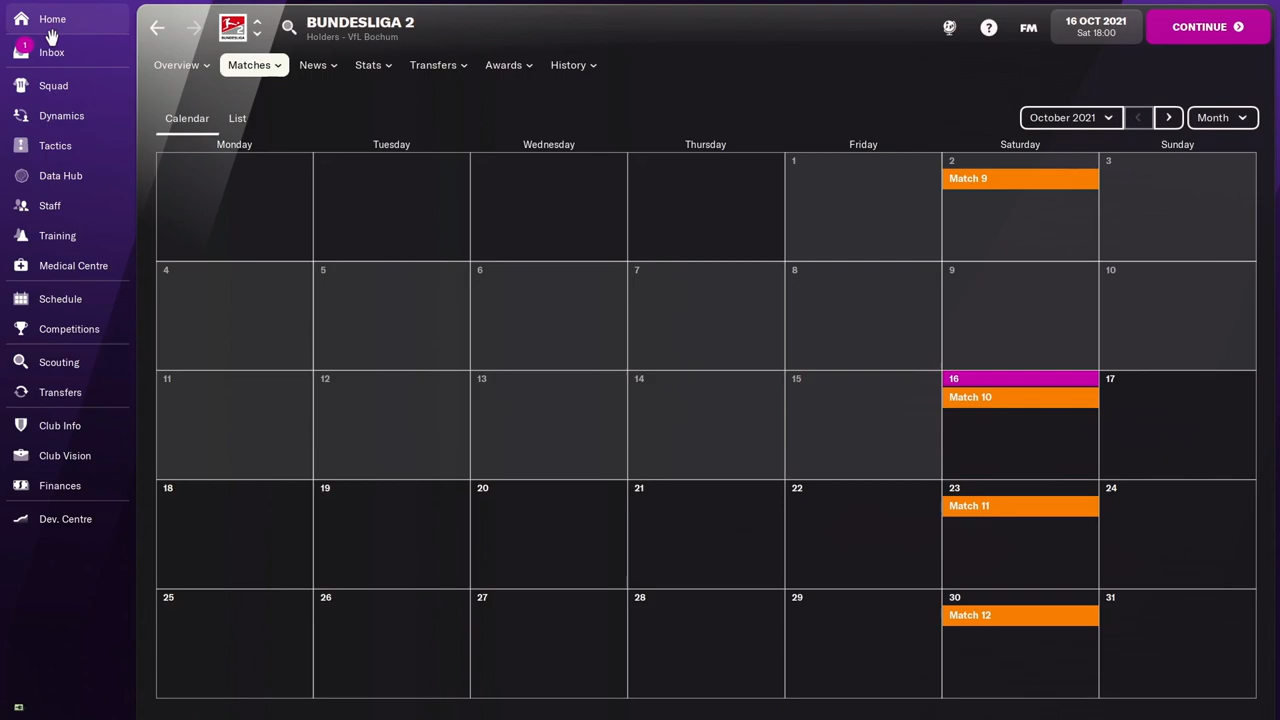 Home
1
Inbox
Squad
Dynamics
Tactics
Data Hub
Staff
Training
Medical Centre
Schedule
Competitions
Scouting
Transfers
Club Info
Club Vision
Finances
Dev. Centre
BUNDESLIGA
BUNDESLIGA 2
Holders - VfL Bochum
? FM
16 OCT 2021
Sat 18:00
CONTINUE
Overview Matches News Stats Transfers Awards History
Calendar List
October 2021 Month
Monday Tuesday Wednesday Thursday Friday Saturday Sunday
1 2 3
Match 9
4 5 6 7 8 9 10
11 12 13 14 15 16 17
Match 10
18 19 20 21 22 23 24
Match 11
25 26 27 28 29 30 31
Match 12